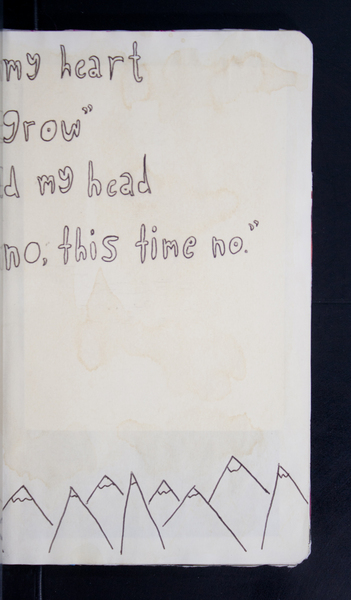 my heart
grow"
d my head
no, this time no."